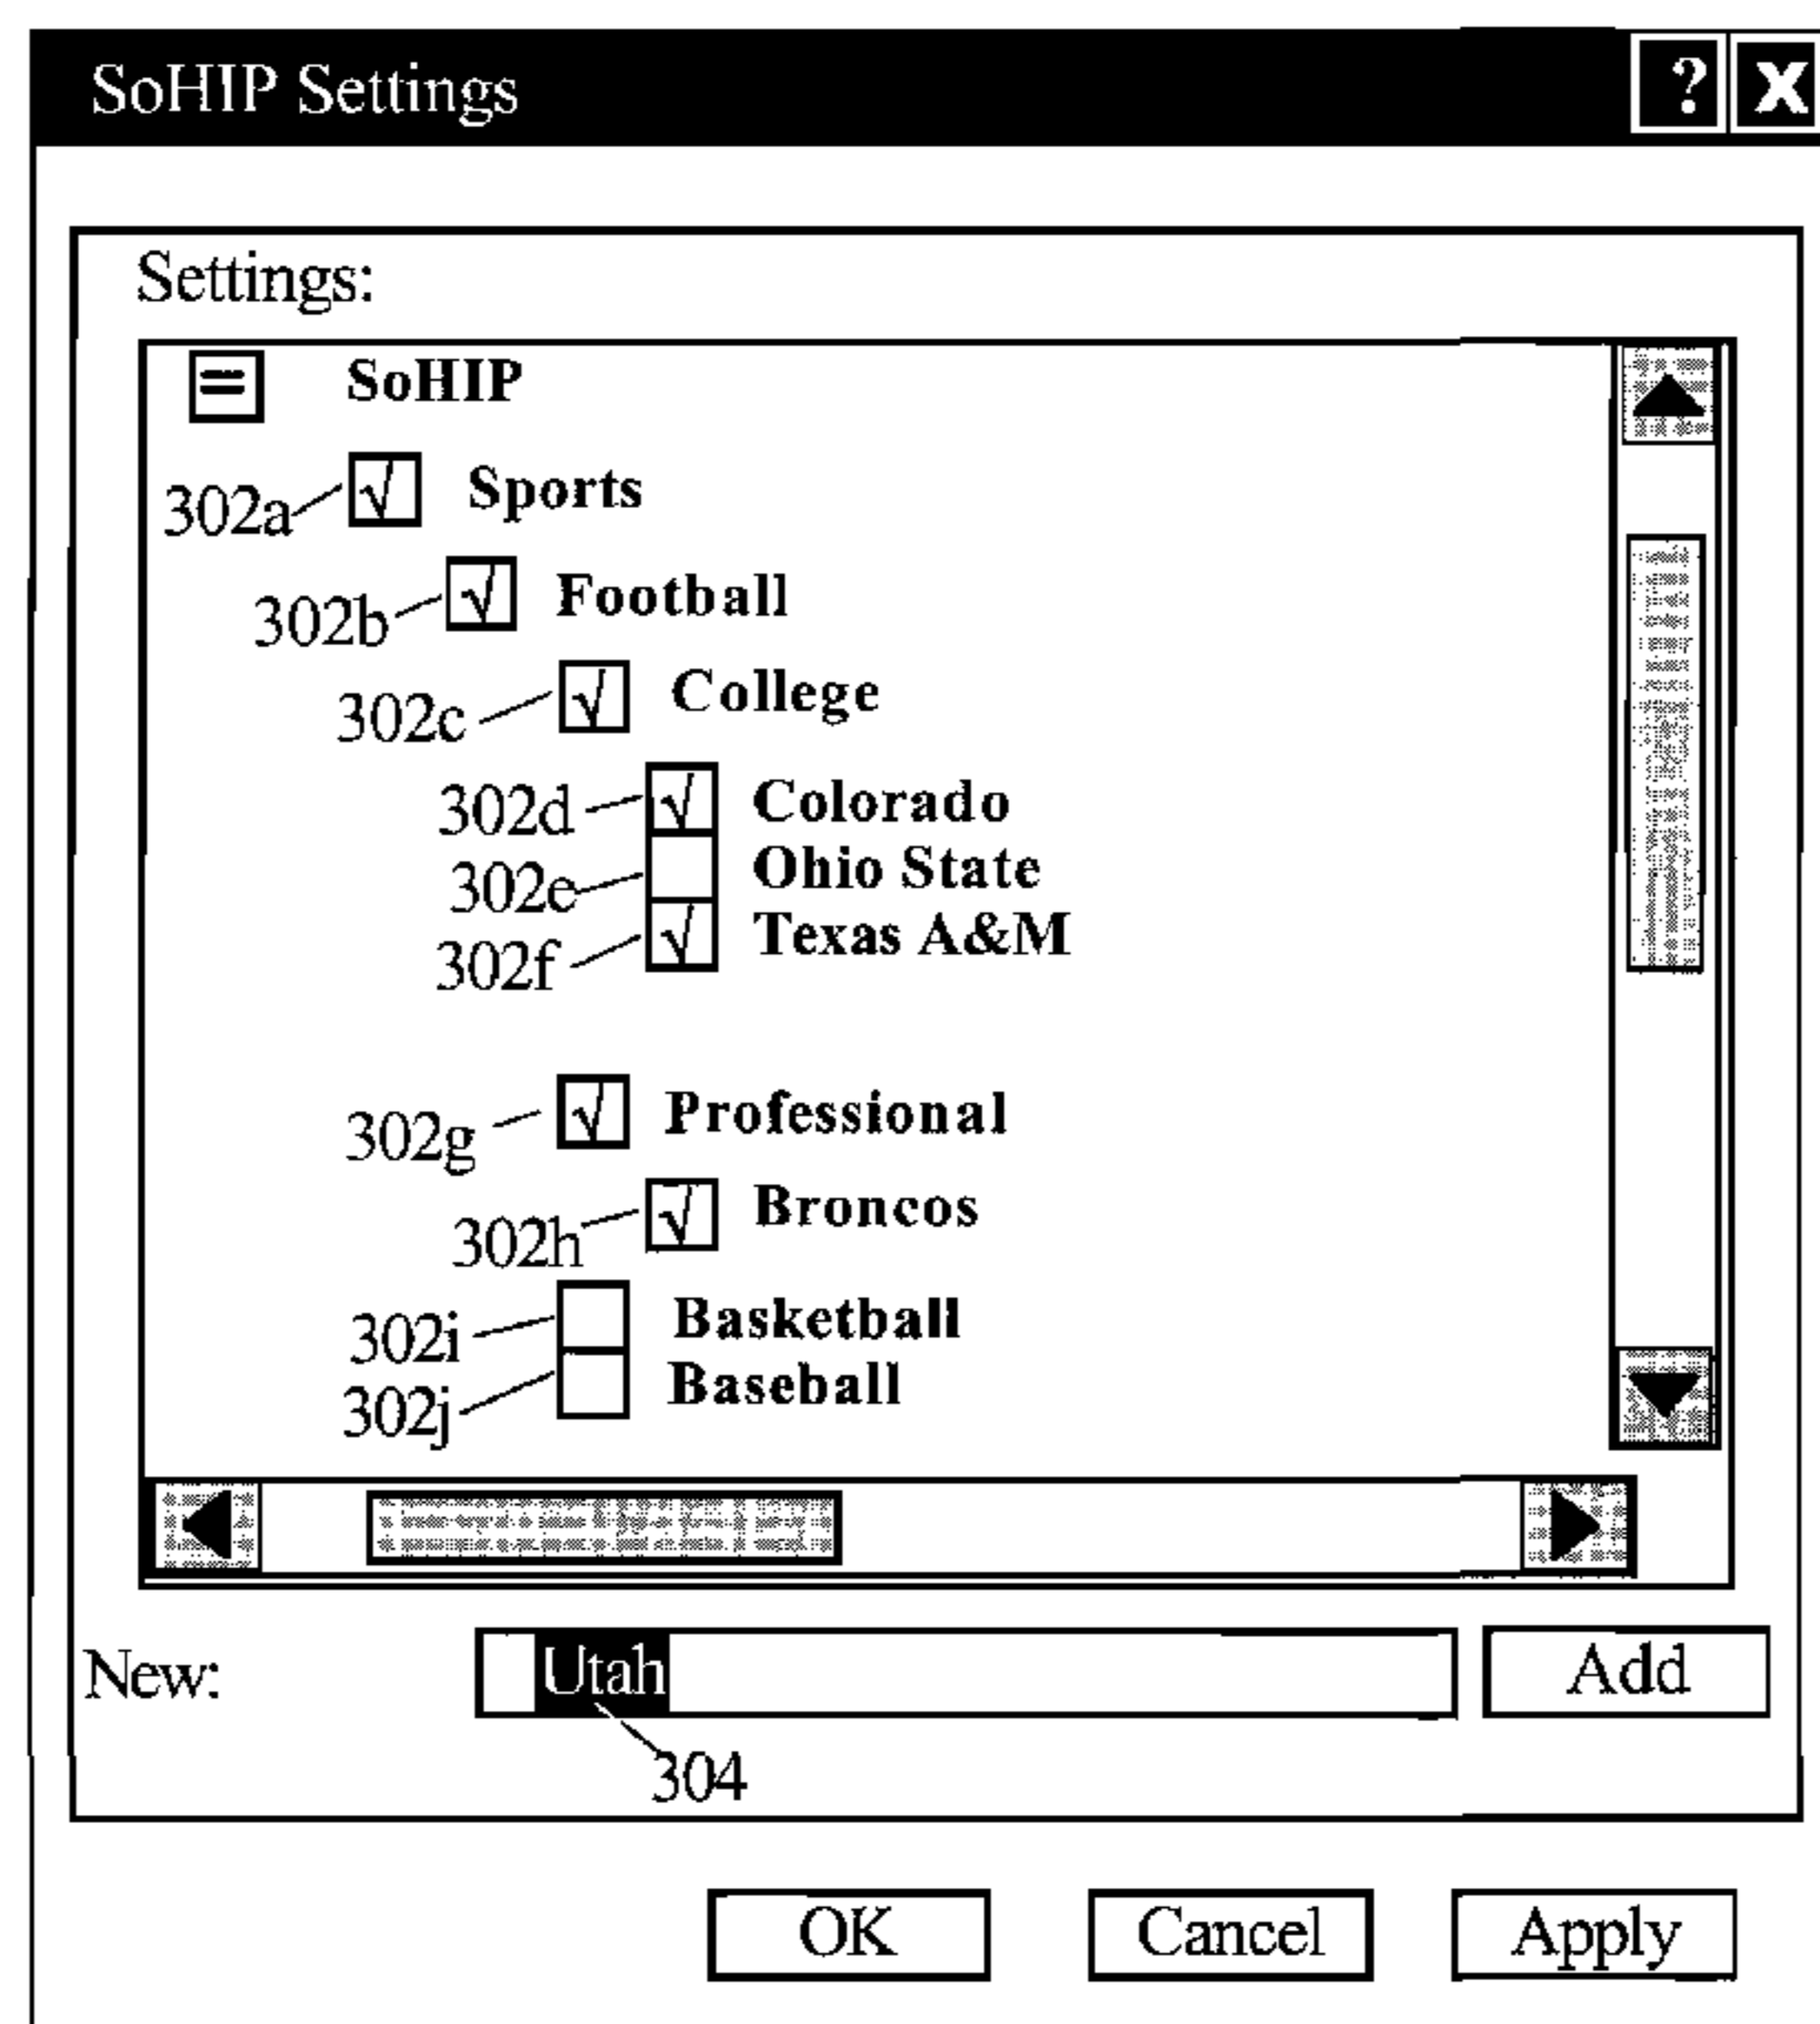 SoHIP Settings ? X
Settings:
SoHIP
302a √ Sports
302b √ Football
302c √ College
302d √ Colorado
302e Ohio State
302f √ Texas A&M
302g √ Professional
302h √ Broncos
302i Basketball
302j Baseball
New: Utah Add
304
OK Cancel Apply